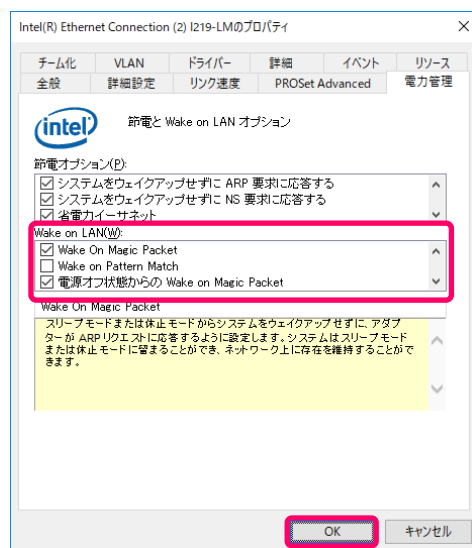 Intel(R) Ethernet Connection (2) I219-LMのプロパティ
チーム化 VLAN ドライバー 詳細 イベント リソース
全般 詳細設定 リンク速度 PROSet Advanced 電力管理
intel 節電と Wake on LAN オプション
節電オプション(P):
システムをウェイクアップせずに ARP 要求に応答する
システムをウェイクアップせずに NS 要求に応答する
省電力イーサネット
Wake on LAN(W):
Wake On Magic Packet
Wake on Pattern Match
電源オフ状態からの Wake on Magic Packet
Wake On Magic Packet
スリープ モードまたは休止モードからシステムをウェイクアップせずに、アダプ
ターが ARP リクエストに応答するように設定します。システムはスリープモード
または休止モードに留まることができ、ネットワーク上に存在を維持することがで
きます。
OK キャンセル